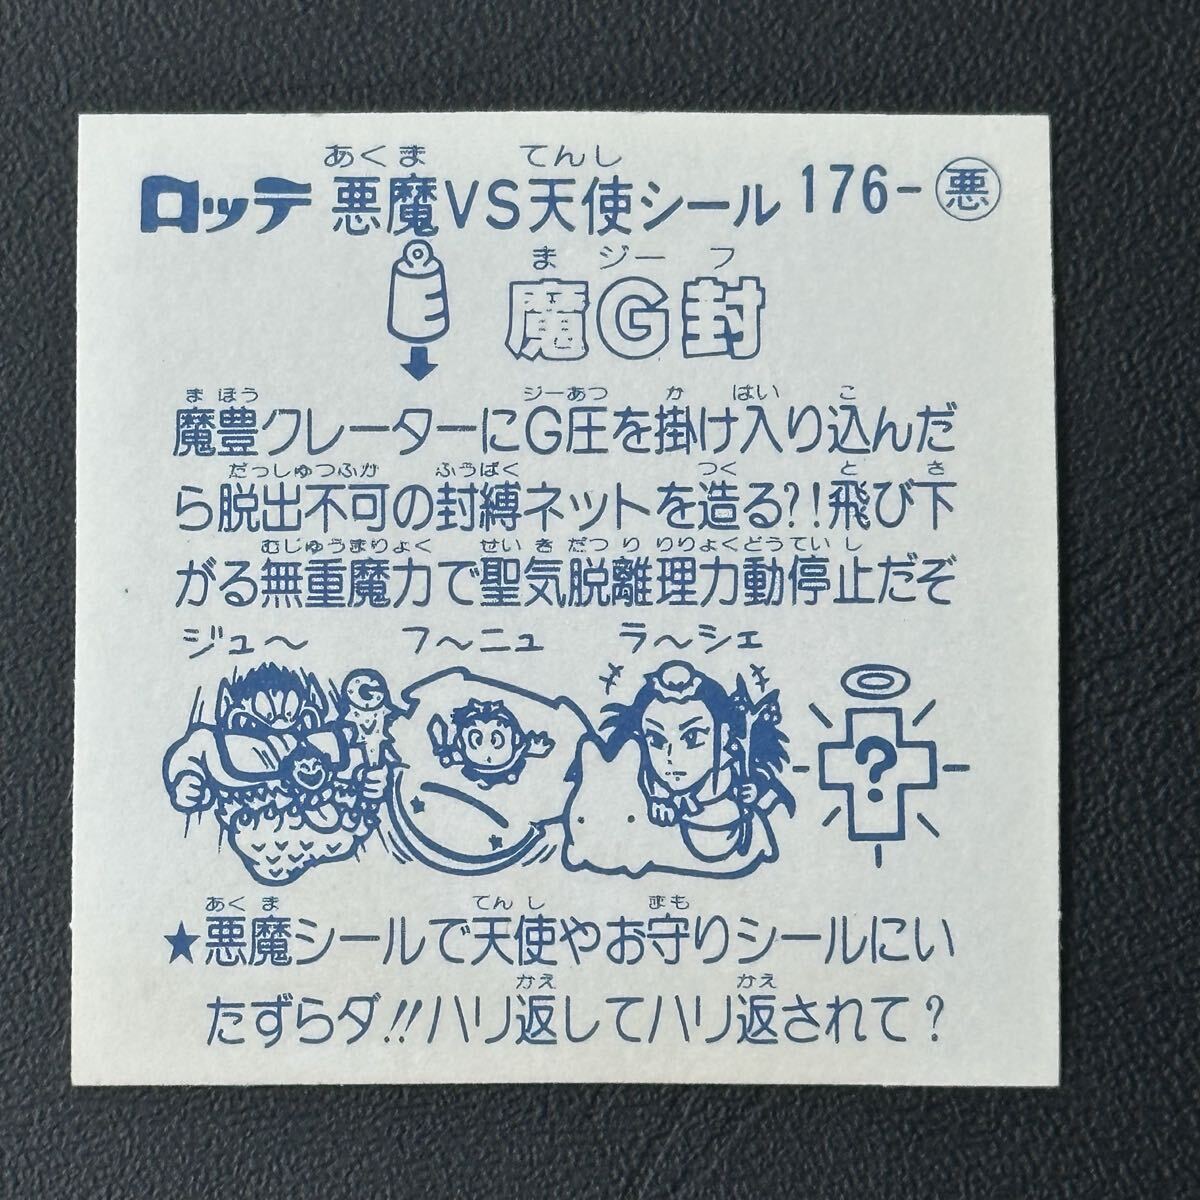 あくま てんし
ロッテ 悪魔VS天使シール 176-悪
ま ジー フ
魔G封
ま ほう ジーあつ か はい こ
魔豊クレーターにG圧を掛け入り込んだ
だっしゅつふか ふうばく つく と さ
ら脱出不可の封縛ネットを造る?!飛び下
むじゅうまりょく せい き だつ り りりょくどうてい し
がる無重魔力で聖気脱離理力動停止だぞ
ジュ〜 フ〜ニュ ラ〜シェ
?
あく ま てん し まも
★悪魔シールで天使やお守りシールにい
かえ かえ
たずらダ!!ハリ返してハリ返されて?